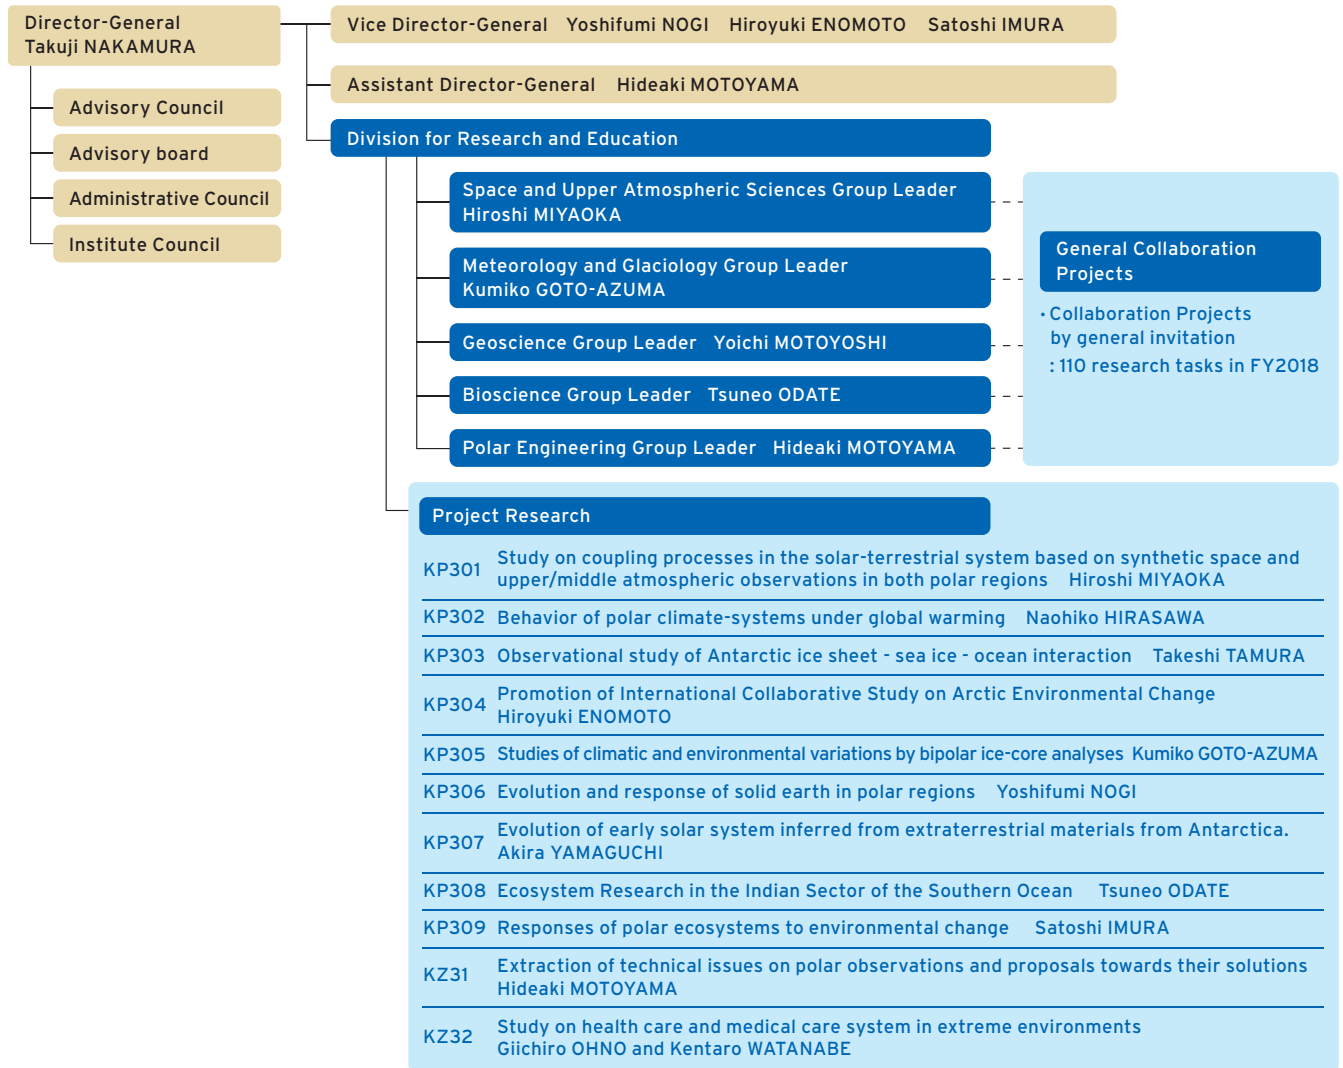 Director-General
Takuji NAKAMURA
Advisory Council
Advisory board
Administrative Council
Institute Council
Vice Director-General Yoshifumi NOGI Hiroyuki ENOMOTO Satoshi IMURA
Assistant Director-General Hideaki MOTOYAMA
Division for Research and Education
Space and Upper Atmospheric Sciences Group Leader
Hiroshi MIYAOKA
Meteorology and Glaciology Group Leader
Kumiko GOTO-AZUMA
Geoscience Group Leader Yoichi MOTOYOSHI
Bioscience Group Leader Tsuneo ODATE
Polar Engineering Group Leader Hideaki MOTOYAMA
General Collaboration
Projects
・Collaboration Projects
by general invitation
: 110 research tasks in FY2018
Project Research
KP301 Study on coupling processes in the solar-terrestrial system based on synthetic space and
upper/middle atmospheric observations in both polar regions Hiroshi MIYAOKA
KP302 Behavior of polar climate-systems under global warming Naohiko HIRASAWA
KP303 Observational study of Antarctic ice sheet - sea ice - ocean interaction Takeshi TAMURA
KP304 Promotion of International Collaborative Study on Arctic Environmental Change
Hiroyuki ENOMOTO
KP305 Studies of climatic and environmental variations by bipolar ice-core analyses Kumiko GOTO-AZUMA
KP306 Evolution and response of solid earth in polar regions Yoshifumi NOGI
KP307 Evolution of early solar system inferred from extraterrestrial materials from Antarctica.
Akira YAMAGUCHI
KP308 Ecosystem Research in the Indian Sector of the Southern Ocean Tsuneo ODATE
KP309 Responses of polar ecosystems to environmental change Satoshi IMURA
KZ31 Extraction of technical issues on polar observations and proposals towards their solutions
Hideaki MOTOYAMA
KZ32 Study on health care and medical care system in extreme environments
Giichiro OHNO and Kentaro WATANABE